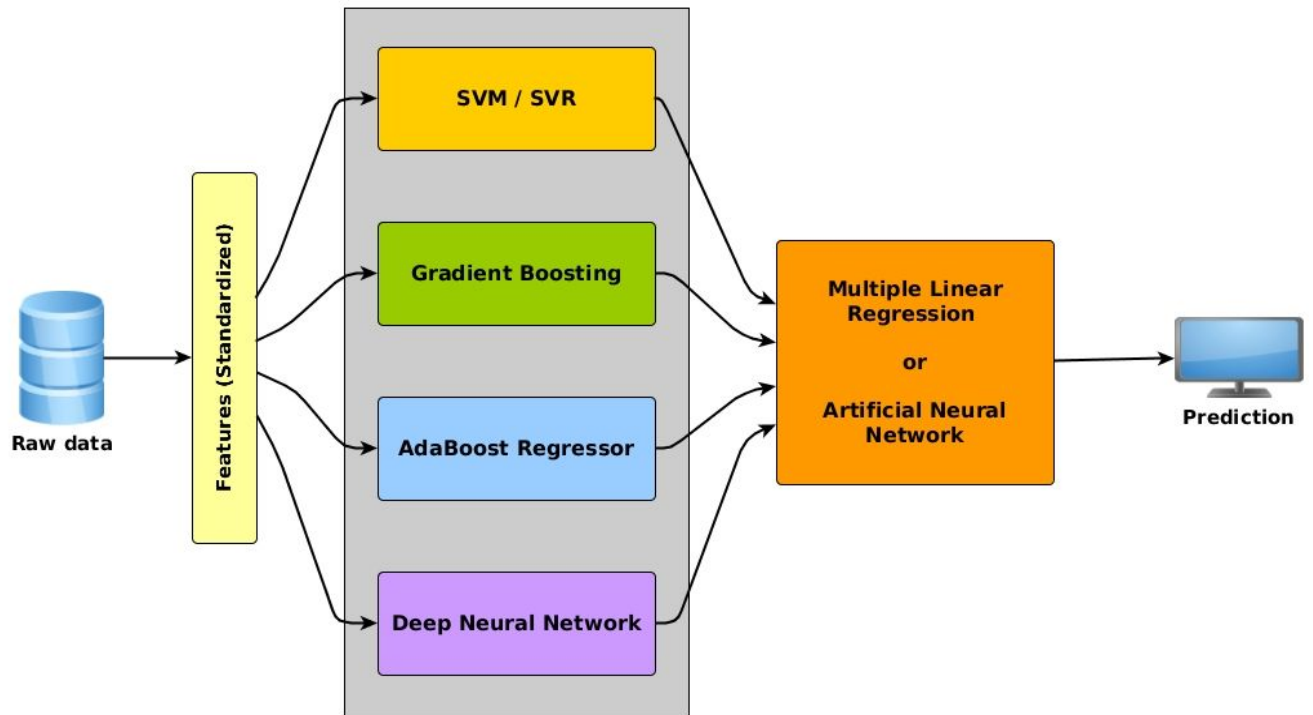 Raw data
Features (Standardized)
SVM / SVR
Gradient Boosting
AdaBoost Regressor
Deep Neural Network
Multiple Linear
Regression
or
Artificial Neural
Network
Prediction